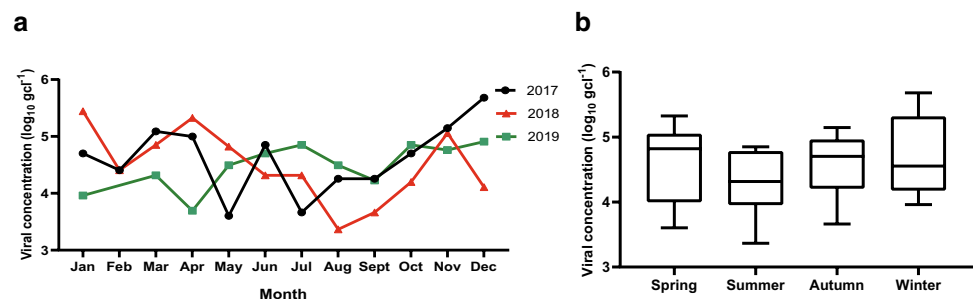 a
Viral concentration (log10 gcl-1)
6
5
4
3
Jan Feb Mar Apr May Jun Jul Aug Sept Oct Nov Dec
Month
2017
2018
2019
b
Viral concentration (log10 gcl-1)
6
5
4
3
Spring Summer Autumn Winter